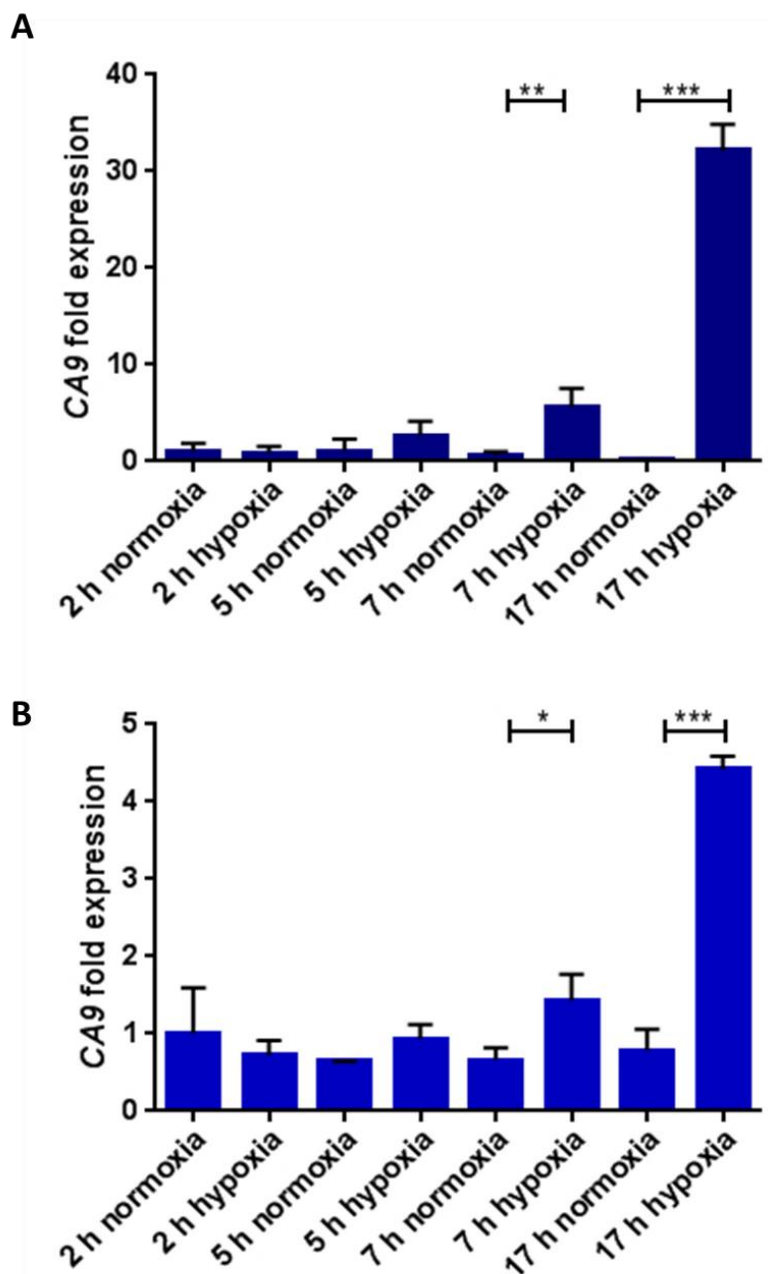 A
CA9 fold expression
40
30
20
10
0
**
***
2 h normoxia
2 h hypoxia
5 h normoxia
5 h hypoxia
7 h normoxia
7 h hypoxia
17 h normoxia
17 h hypoxia
B
CA9 fold expression
5
4
3
2
1
0
*
***
2 h normoxia
2 h hypoxia
5 h normoxia
5 h hypoxia
7 h normoxia
7 h hypoxia
17 h normoxia
17 h hypoxia